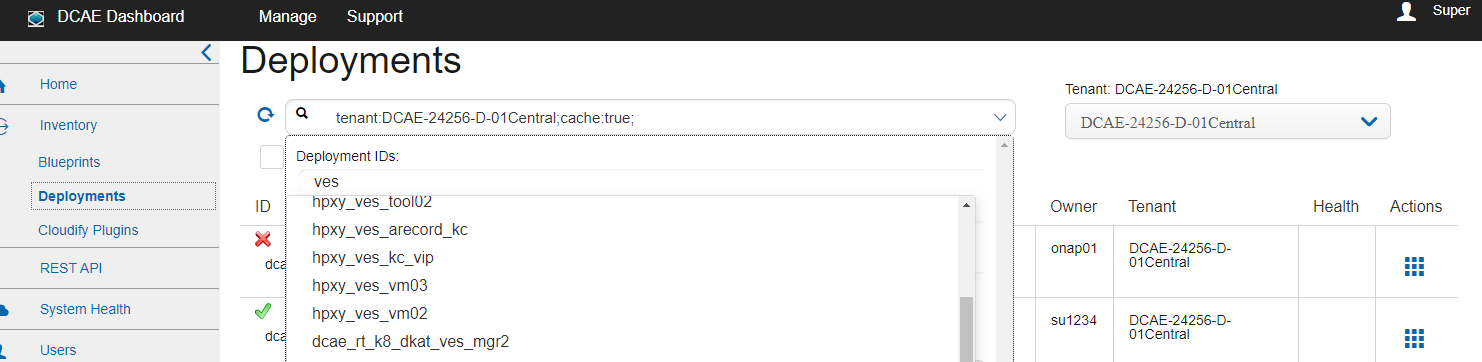 DCAE Dashboard Manage Support Super
Deployments
Home
Inventory
Blueprints
Deployments
Cloudify Plugins
REST API
System Health
Users
Tenant: DCAE-24256-D-01Central
tenant:DCAE-24256-D-01Central;cache:true;
DCAE-24256-D-01Central
Deployment IDs:
ves
hpxy_ves_tool02
hpxy_ves_arecord_kc
hpxy_ves_kc_vip
hpxy_ves_vm03
hpxy_ves_vm02
dcae_rt_k8_dkat_ves_mgr2
ID Owner Tenant Health Actions
dca onap01 DCAE-24256-D-
01Central
dca su1234 DCAE-24256-D-
01Central